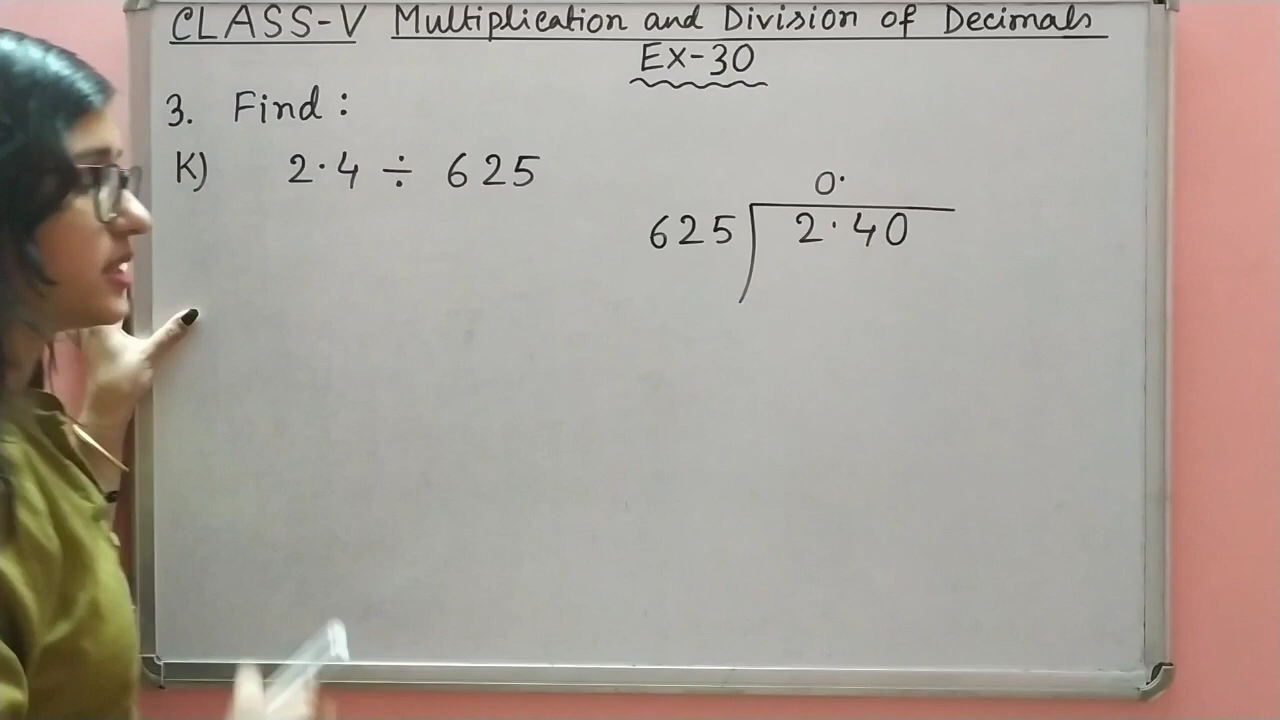 CLASS-V Multiplication and Division of Decimals
Ex-30
3. Find :
K) 2·4 ÷ 625
0·
625 2·40